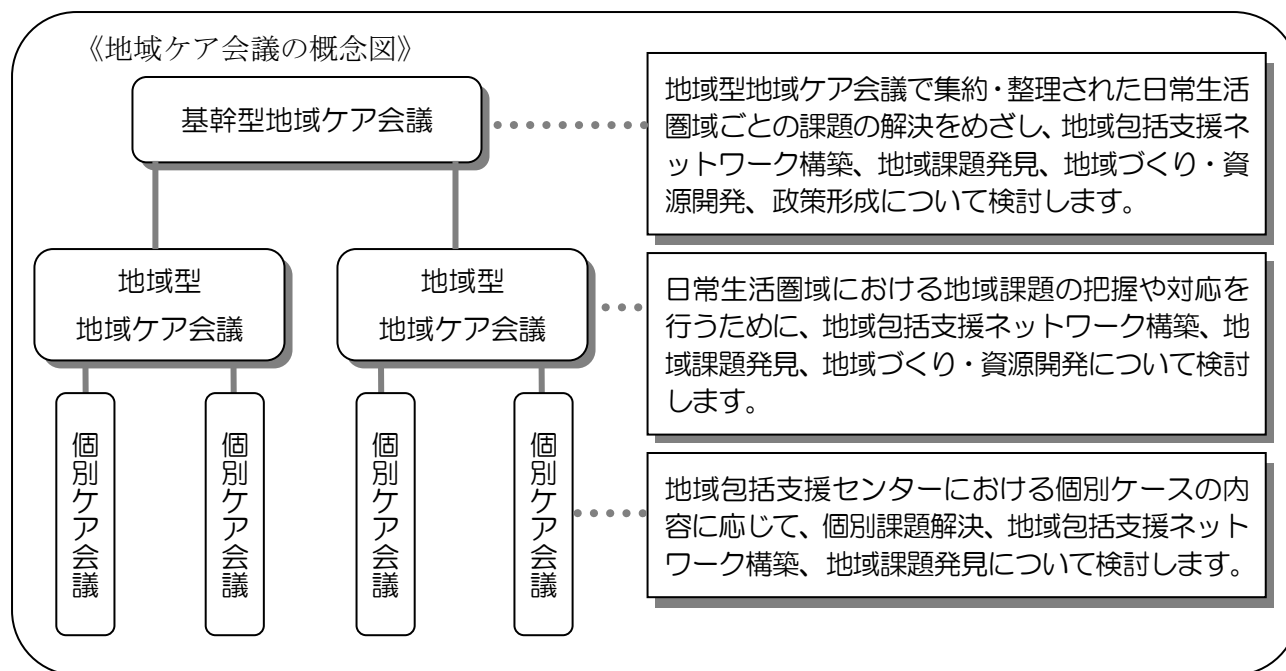 《地域ケア会議の概念図》
基幹型地域ケア会議
地域型地域ケア会議で集約・整理された日常生活
圏域ごとの課題の解決をめざし、地域包括支援ネ
ットワーク構築、地域課題発見、地域づくり・資
源開発、政策形成について検討します。
地域型
地域ケア会議
地域型
地域ケア会議
日常生活圏域における地域課題の把握や対応を
行うために、地域包括支援ネットワーク構築、地
域課題発見、地域づくり・資源開発について検討
します。
個別ケア会議
個別ケア会議
個別ケア会議
個別ケア会議
地域包括支援センターにおける個別ケースの内
容に応じて、個別課題解決、地域包括支援ネット
ワーク構築、地域課題発見について検討します。